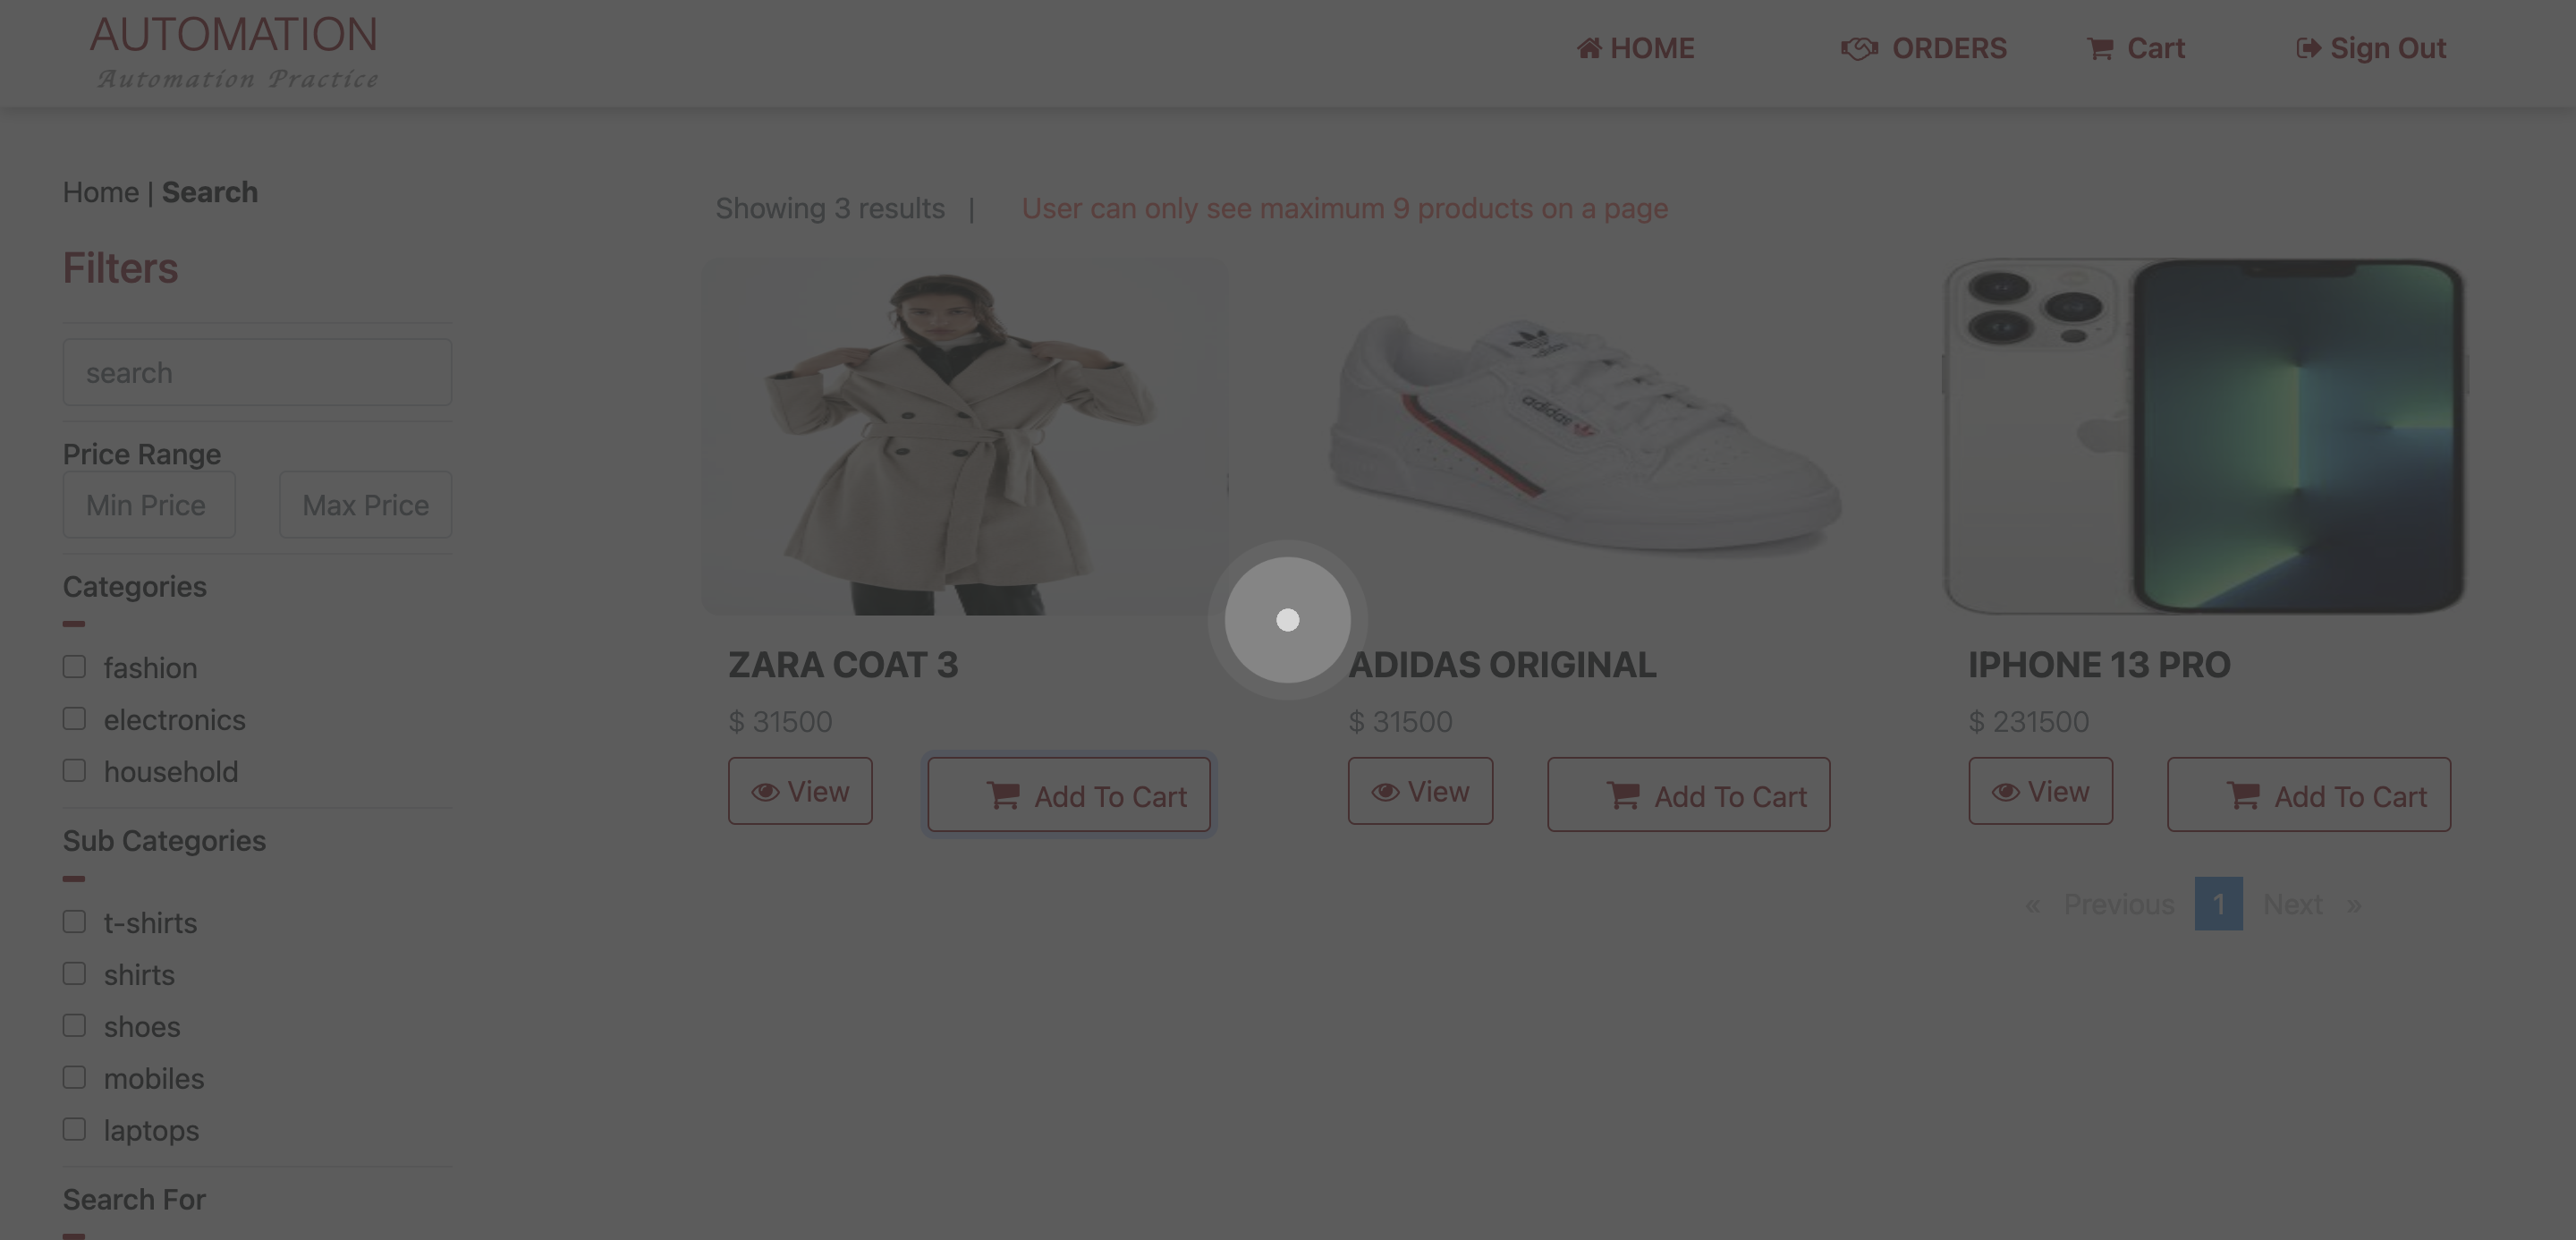 AUTOMATION
Automation Practice
HOME
ORDERS
Cart
Sign Out
Home | Search
Showing 3 results |
User can only see maximum 9 products on a page
Filters
search
Price Range
Min Price
Max Price
Categories
fashion
electronics
household
Sub Categories
t-shirts
shirts
shoes
mobiles
laptops
Search For
ZARA COAT 3
$ 31500
View
Add To Cart
adidas
ADIDAS ORIGINAL
$ 31500
View
Add To Cart
IPHONE 13 PRO
$ 231500
View
Add To Cart
« Previous 1 Next »